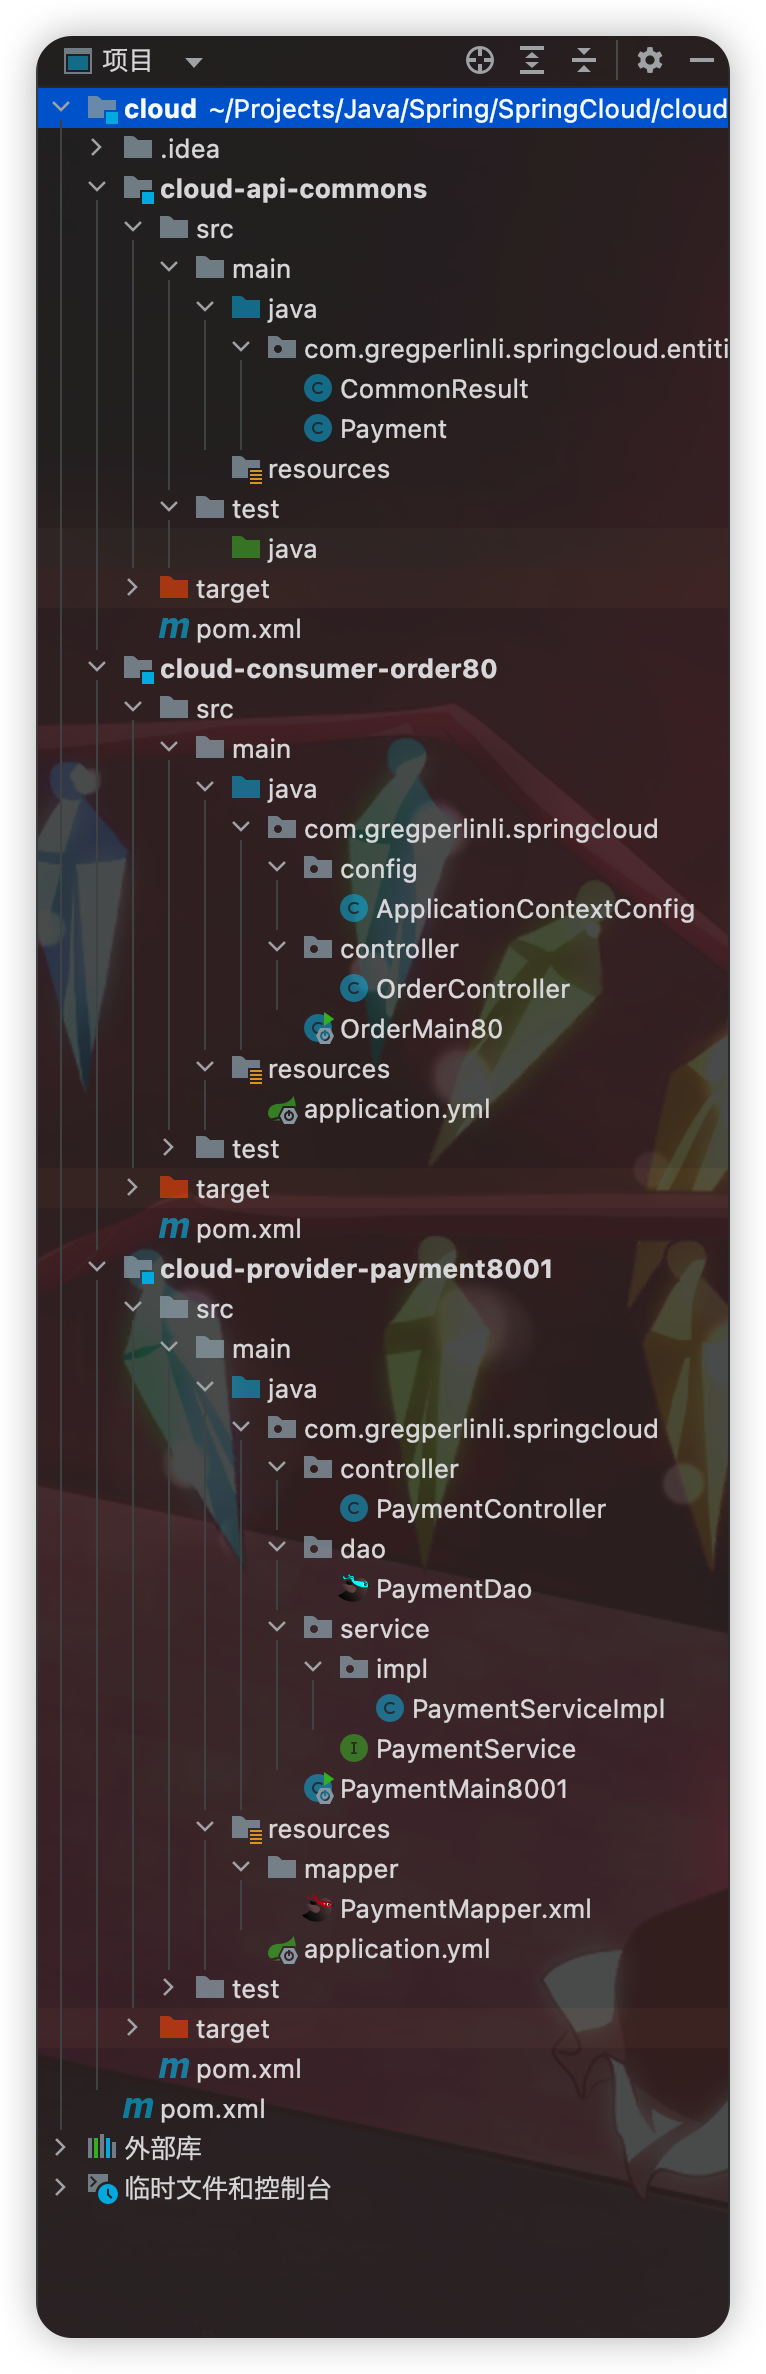 项目
cloud ~/Projects/Java/Spring/SpringCloud/cloud
.idea
cloud-api-commons
src
main
java
com.gregperlinli.springcloud.entiti
CommonResult
Payment
resources
test
java
target
pom.xml
cloud-consumer-order80
src
main
java
com.gregperlinli.springcloud
config
ApplicationContextConfig
controller
OrderController
OrderMain80
resources
application.yml
test
target
pom.xml
cloud-provider-payment8001
src
main
java
com.gregperlinli.springcloud
controller
PaymentController
dao
PaymentDao
service
impl
PaymentServiceImpl
PaymentService
PaymentMain8001
resources
mapper
PaymentMapper.xml
application.yml
test
target
pom.xml
pom.xml
外部库
临时文件和控制台